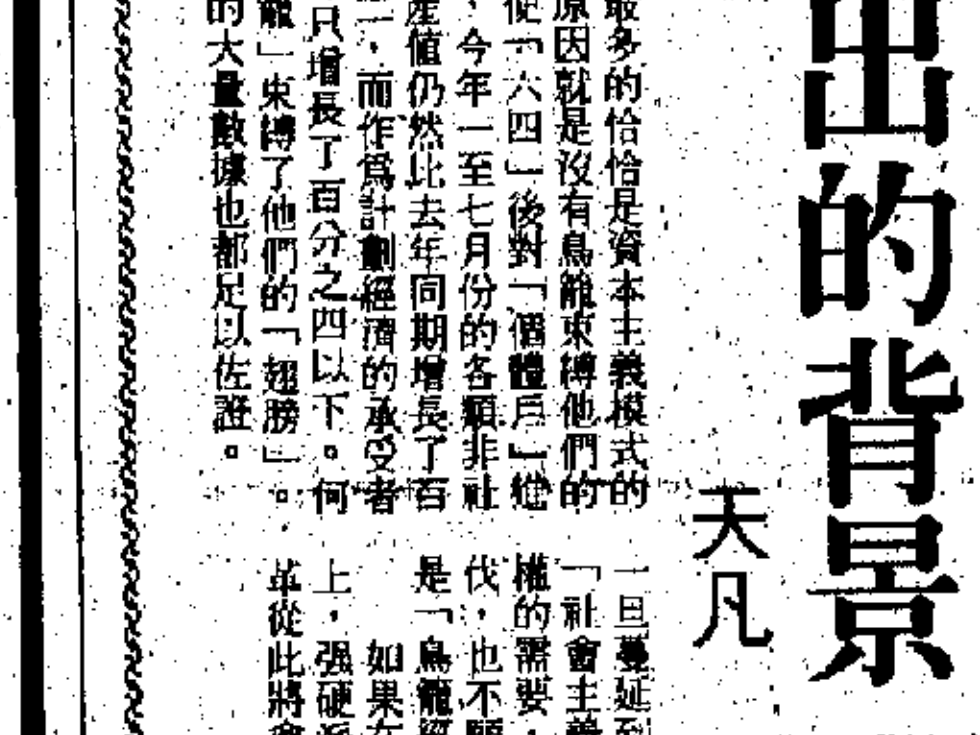 出的背景
天凡
最多的恰恰是資本主義模式的
原因就是沒有鳥籠束縛他們的
使「六四」後對「個體戶」他
，今年一至七月份的各類非社
產值仍然比去年同期增長了百
一，而作爲計劃經濟的承受者
只增長了百分之四以下。何
籠」束縛了他們的「翅膀」。
的大量數據也都足以佐證。
一旦蔓延到
「社會主義
權的需要，
伐，也不願
是「鳥籠經
如果在
上，强硬派
革從此將會